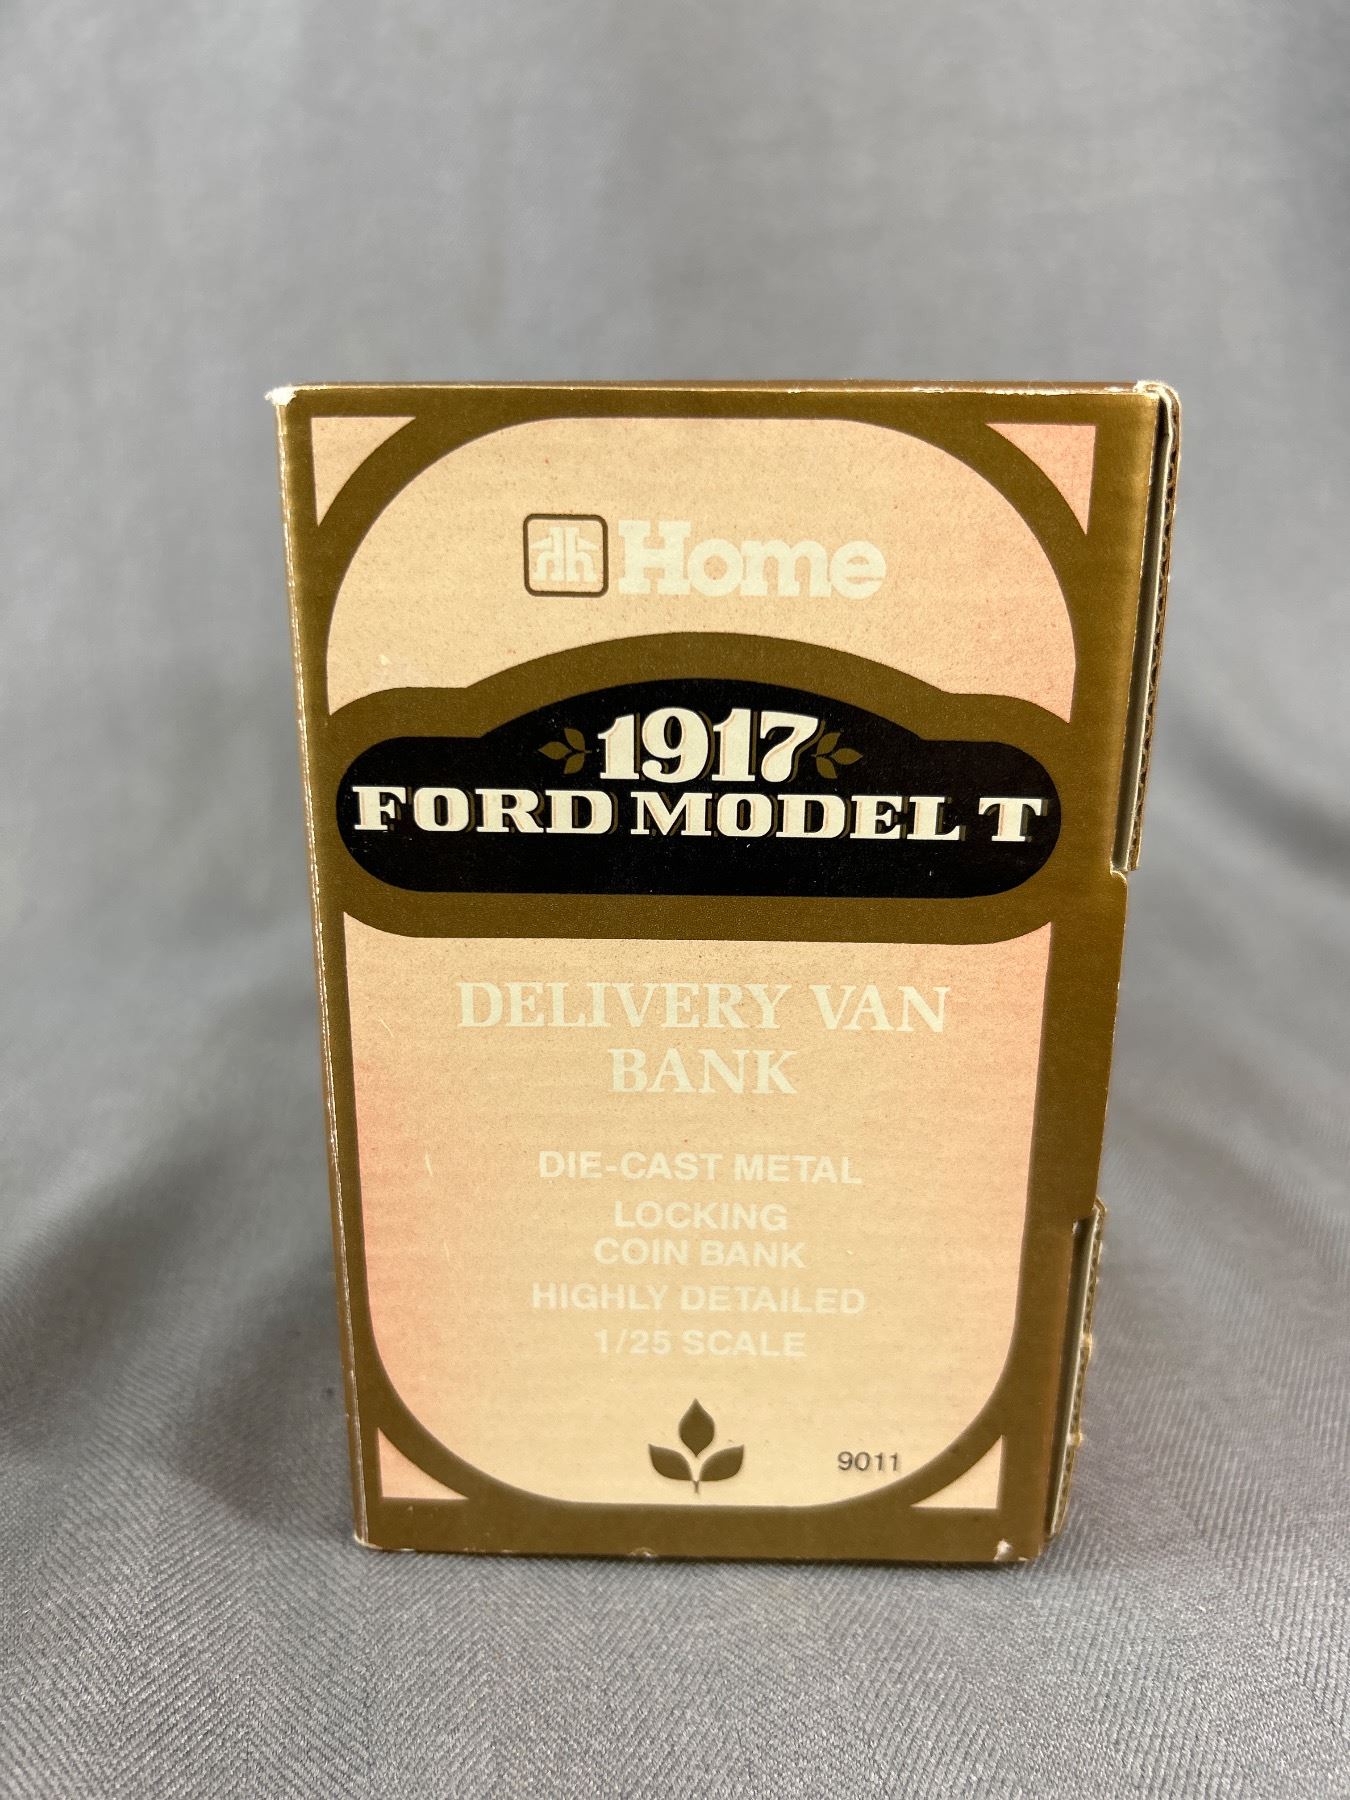 hh Home
1917
FORD MODEL T
DELIVERY VAN
BANK
DIE-CAST METAL
LOCKING
COIN BANK
HIGHLY DETAILED
1/25 SCALE
9011